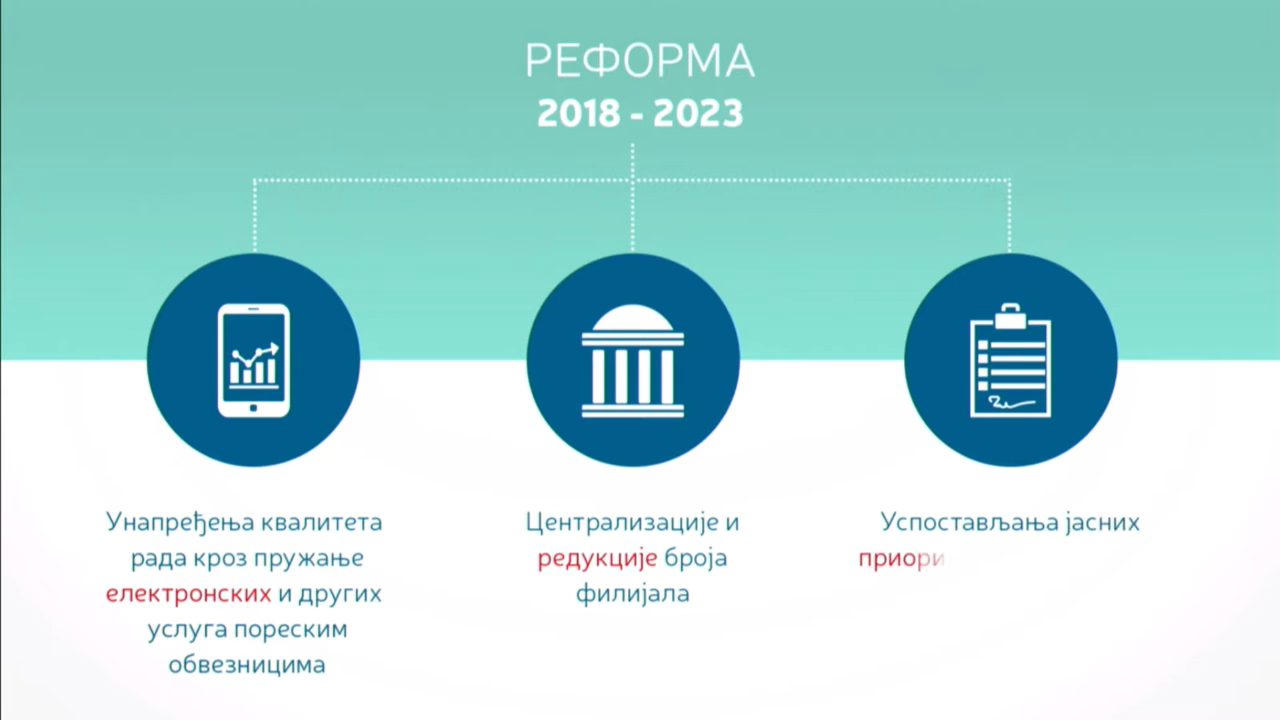 РЕФОРМА
2018 - 2023
Унапређења квалитета
рада кроз пружање
електронских и других
услуга пореским
обвезницима
Централизације и
редукције броја
филијала
Успостављања јасних
приори